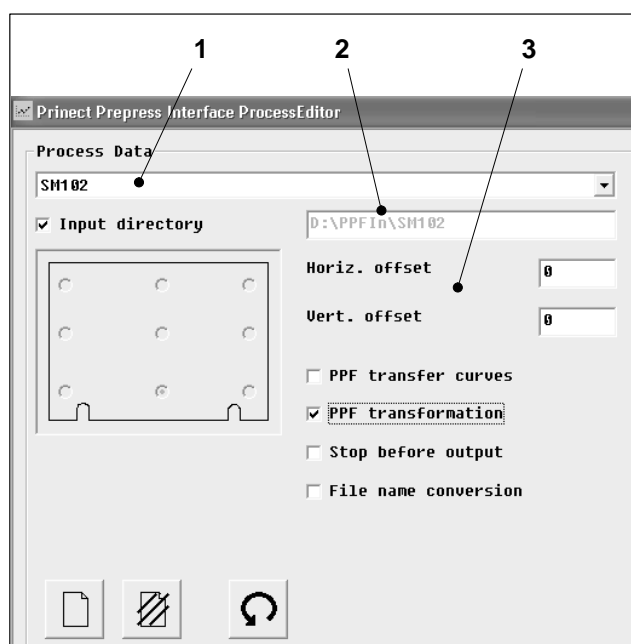 1 2 3
Prinect Prepress Interface ProcessEditor
Process Data
SM102
Input directory
D:\PPFIn\SM102
Horiz. offset 0
Vert. offset 0
PPF transfer curves
PPF transformation
Stop before output
File name conversion